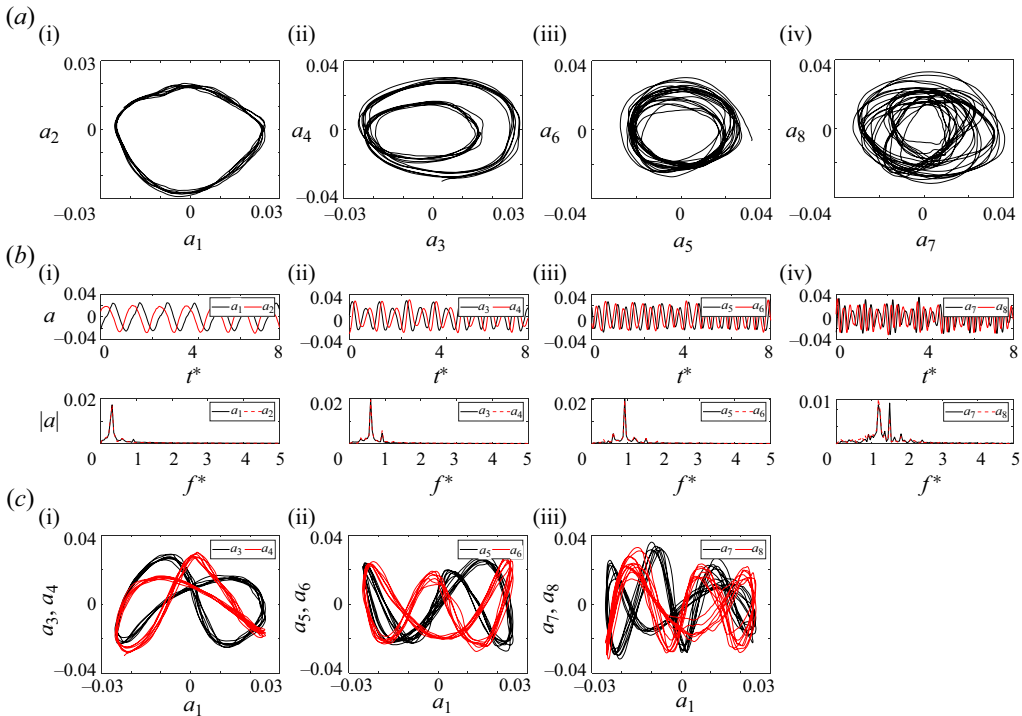 (a)
(i) (ii) (iii) (iv)
0.03 0.04 0.04 0.04
a2 0 a4 0 a6 0 a8 0
–0.03 –0.04 –0.04 –0.04
0 0.03 –0.03 0 0.03 –0.04 0 0.04 –0.04 0 0.04
a1 a3 a5 a7
(b)
(i) (ii) (iii) (iv)
0.04 0.04 0.04 0.04
a1 a2 a3 a4 a5 a6 a7 a8
a 0 0 0 0
–0.04 –0.04 –0.04 –0.04
0 4 8 0 4 8 0 4 8 0 4 8
t* t* t* t*
0.02 0.02 0.02 0.01
a1 a2 a3 a4 a5 a6 a7 a8
|a|
0 1 2 3 4 5 0 1 2 3 4 5 0 1 2 3 4 5 0 1 2 3 4 5
f* f* f* f*
(c)
(i) (ii) (iii)
0.04 0.04 0.04
a3 a4 a5 a6 a7 a8
a3, a4 0 a5, a6 0 a7, a8 0
–0.04 –0.04 –0.04
–0.03 0 0.03 –0.03 0 0.03 –0.03 0 0.03
a1 a1 a1